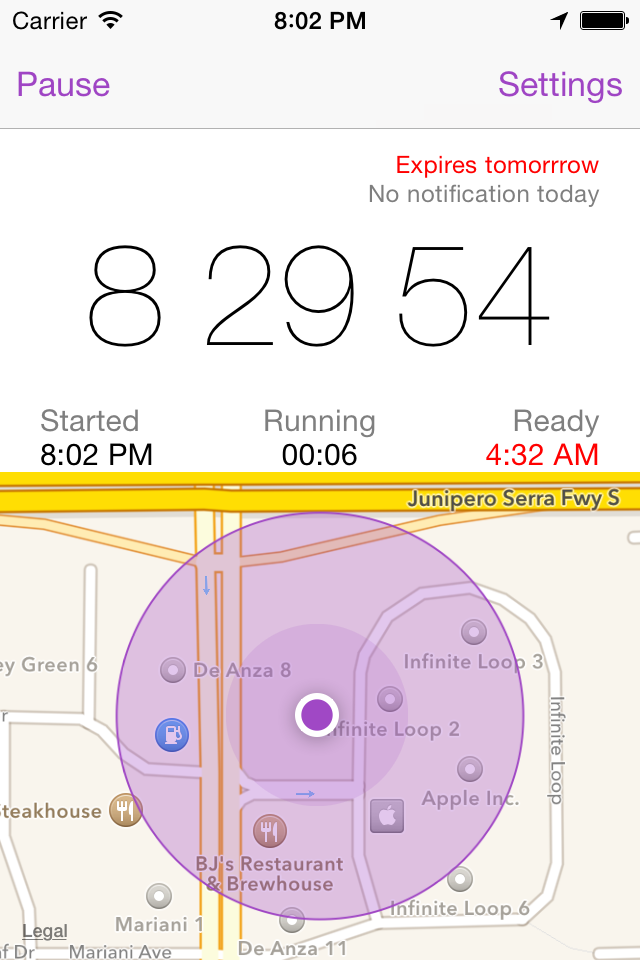 Carrier 8:02 PM
Pause Settings
Expires tomorrrow
No notification today
8 29 54
Started Running Ready
8:02 PM 00:06 4:32 AM
Junipero Serra Fwy S
Infinite Loop 3
ey Green 6
De Anza 8
r
nfinite Loop 2
Infinite Loop
Apple Inc.
Steakhouse
BJ's Restaurant
& Brewhouse
Infinite Loop 6
Mariani 1
Legal
De Anza 11
af Dr
Mariani Ave